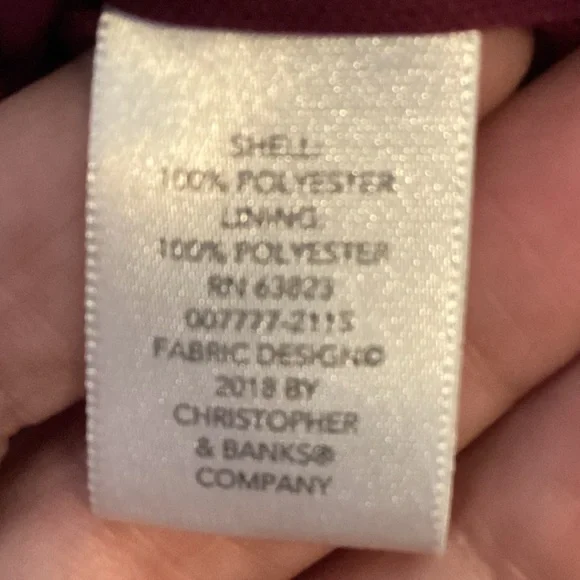 SHELL:
100% POLYESTER
LINING:
100% POLYESTER
RN 63823
007777-2115
FABRIC DESIGN©
2018 BY
CHRISTOPHER
& BANKS®
COMPANY